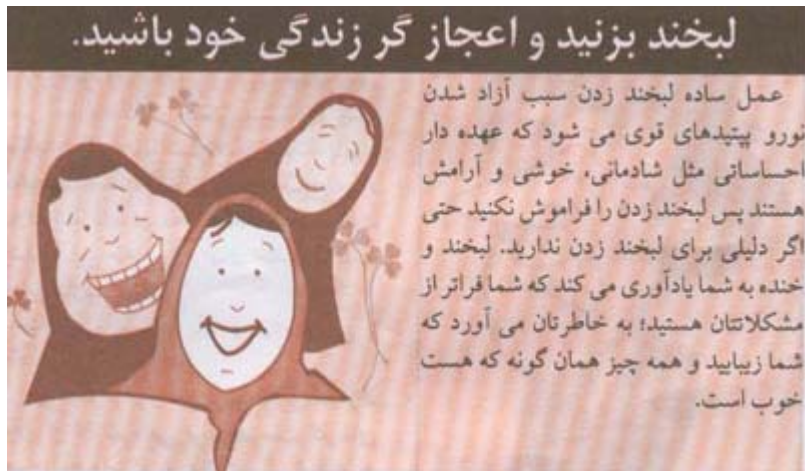 لبخند بزنید و اعجاز گر زندگی خود باشید.
عمل ساده لبخند زدن سبب آزاد شدن
نورو پپتیدهای قوی می شود که عهده دار
احساساتی مثل شادمانی، خوشی و آرامش
هستند پس لبخند زدن را فراموش نکنید حتی
اگر دلیلی برای لبخند زدن ندارید. لبخند و
خنده به شما یادآوری می کند که شما فراتر از
مشکلاتتان هستید؛ به خاطرتان می آورد که
شما زیبایید و همه چیز همان گونه که هست
خوب است.